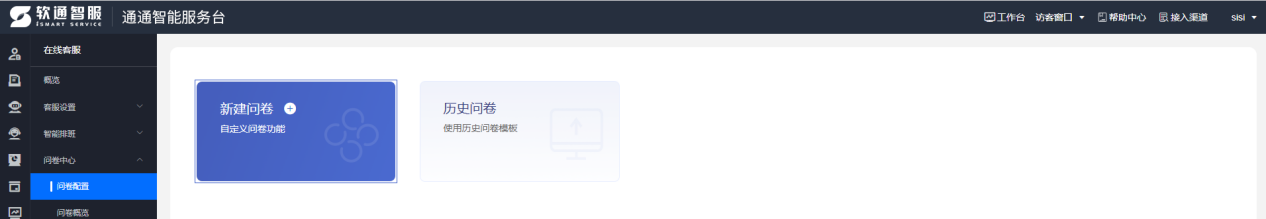 软通智服 通通智能服务台 工作台 访客窗口 帮助中心 接入渠道 sisi
iSMART SERVICE
在线客服
概览
客服设置
智能排班
问卷中心
问卷配置
问卷概览
新建问卷
自定义问卷功能
历史问卷
使用历史问卷模板